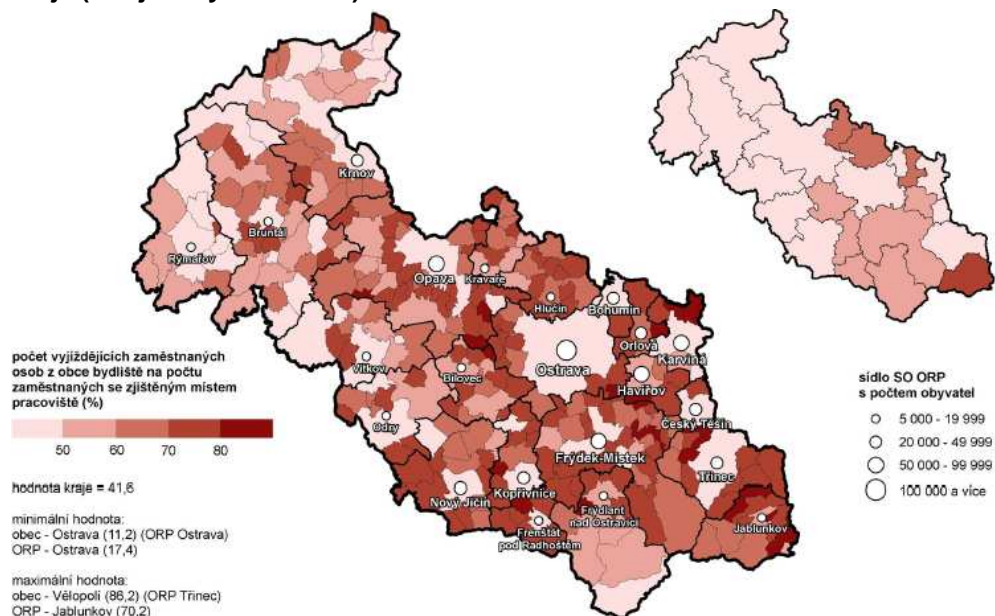 Krnov
Bruntál
Rýmařov
Opava
Kravaře
Hlučín
Bohumín
Orlová
Karviná
Ostrava
Havířov
Vítkov
Bílovec
Český Těšín
Odry
Frýdek-Místek
Třinec
Nový Jičín
Kopřivnice
Frýdlant
nad Ostravicí
Frenštát
pod Radhoštěm
Jablunkov
počet vyjíždějících zaměstnaných
osob z obce bydliště na počtu
zaměstnaných se zjištěným místem
pracoviště (%)
50 60 70 80
hodnota kraje = 41,6
minimální hodnota:
obec - Ostrava (11,2) (ORP Ostrava)
ORP - Ostrava (17,4)
maximální hodnota:
obec - Vělopolí (86,2) (ORP Třinec)
ORP - Jablunkov (70,2)
sídlo SO ORP
s počtem obyvatel
5 000 - 19 999
20 000 - 49 999
50 000 - 99 999
100 000 a více